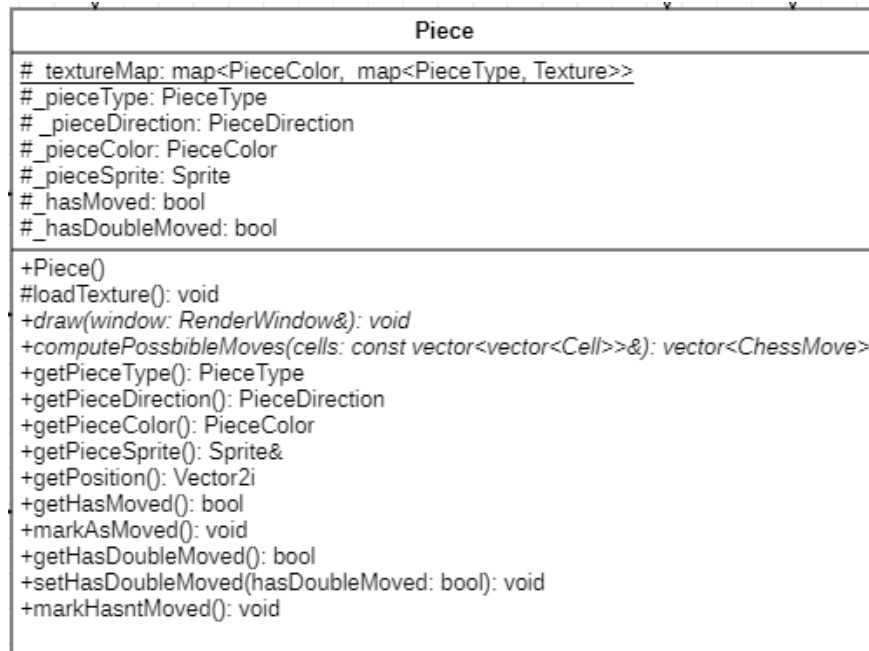 Piece
# _textureMap: map<PieceColor, map<PieceType, Texture>>
#_pieceType: PieceType
# _pieceDirection: PieceDirection
#_pieceColor: PieceColor
#_pieceSprite: Sprite
#_hasMoved: bool
#_hasDoubleMoved: bool
+Piece()
#loadTexture(): void
+draw(window: RenderWindow&): void
+computePossbibleMoves(cells: const vector<vector<Cell>>&): vector<ChessMove>
+getPieceType(): PieceType
+getPieceDirection(): PieceDirection
+getPieceColor(): PieceColor
+getPieceSprite(): Sprite&
+getPosition(): Vector2i
+getHasMoved(): bool
+markAsMoved(): void
+getHasDoubleMoved(): bool
+setHasDoubleMoved(hasDoubleMoved: bool): void
+markHasntMoved(): void